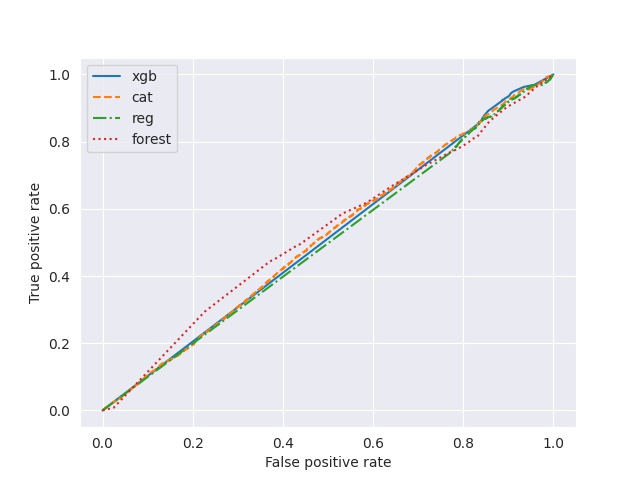 xgb
cat
reg
forest
1.0
0.8
0.6
0.4
0.2
0.0
True positive rate
0.0 0.2 0.4 0.6 0.8 1.0
False positive rate